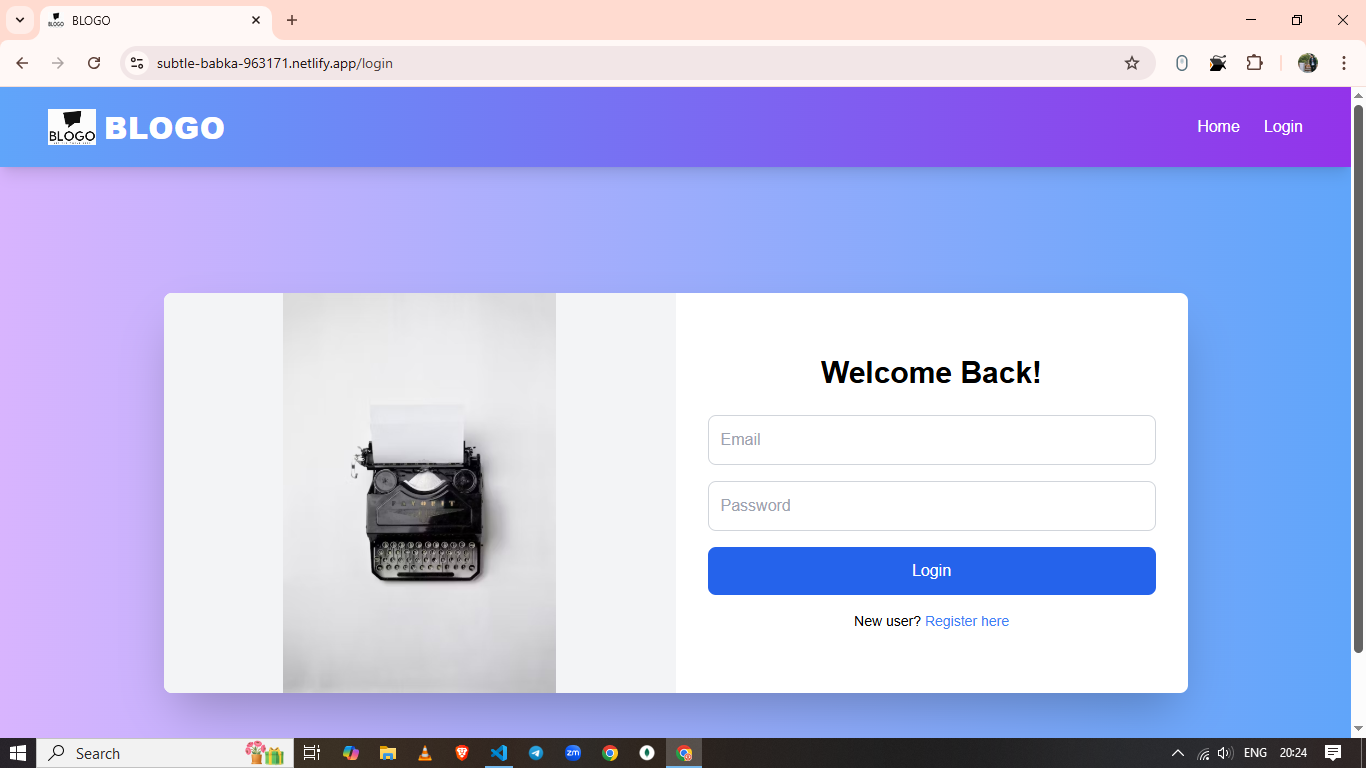 BLOGO
subtle-babka-963171.netlify.app/login
BLOGO
BLOGO
Home
Login
Welcome Back!
Email
Password
Login
New user? Register here
Search
zm
ENG
20:24